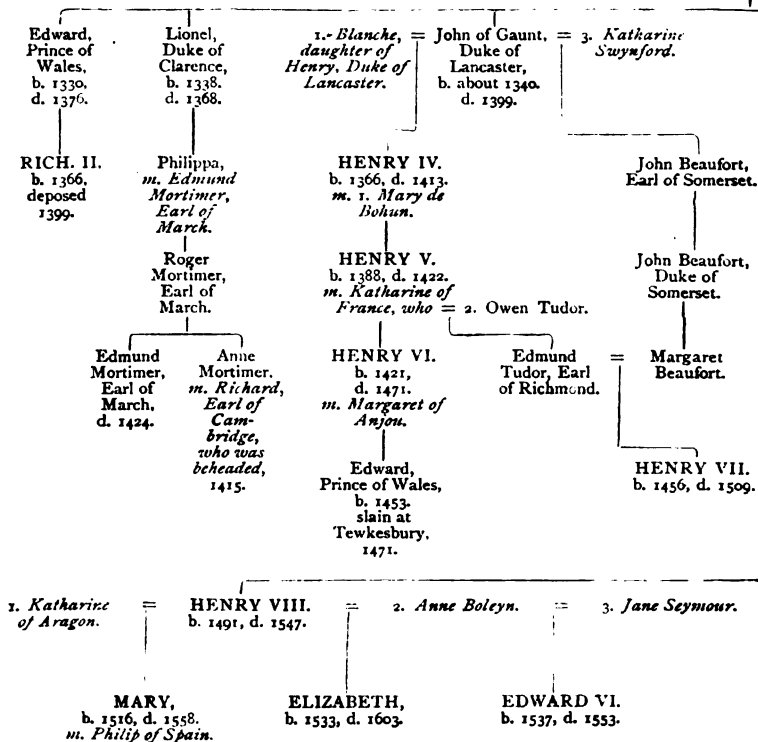 Edward,
Prince of
Wales,
b. 1330.
d. 1376.
Lionel,
Duke of
Clarence,
b. 1338.
d. 1368.
1. Blanche,
daughter of
Henry, Duke of
Lancaster.
=
John of Gaunt,
Duke of
Lancaster,
b. about 1340.
d. 1399.
= 3. Katharine
Swynford.
RICH. II.
b. 1366,
deposed
1399.
Philippa,
m. Edmund
Mortimer,
Earl of
March.
HENRY IV.
b. 1366, d. 1413.
m. 1. Mary de
Bohun.
John Beaufort,
Earl of Somerset.
Roger
Mortimer,
Earl of
March.
HENRY V.
b. 1388, d. 1422.
m. Katharine of
France, who = 2. Owen Tudor.
John Beaufort,
Duke of
Somerset.
Edmund
Mortimer,
Earl of
March,
d. 1424.
Anne
Mortimer.
m. Richard,
Earl of
Cam-
bridge,
who was
beheaded,
1415.
HENRY VI.
b. 1421,
d. 1471.
m. Margaret of
Anjou.
Edmund
Tudor, Earl
of Richmond.
=
Margaret
Beaufort.
Edward,
Prince of Wales,
b. 1453.
slain at
Tewkesbury,
1471.
HENRY VII.
b. 1456, d. 1509.
1. Katharine
of Aragon.
=
HENRY VIII.
b. 1491, d. 1547.
= 2. Anne Boleyn. = 3. Jane Seymour.
MARY,
b. 1516, d. 1558.
m. Philip of Spain.
ELIZABETH,
b. 1533, d. 1603.
EDWARD VI.
b. 1537, d. 1553.